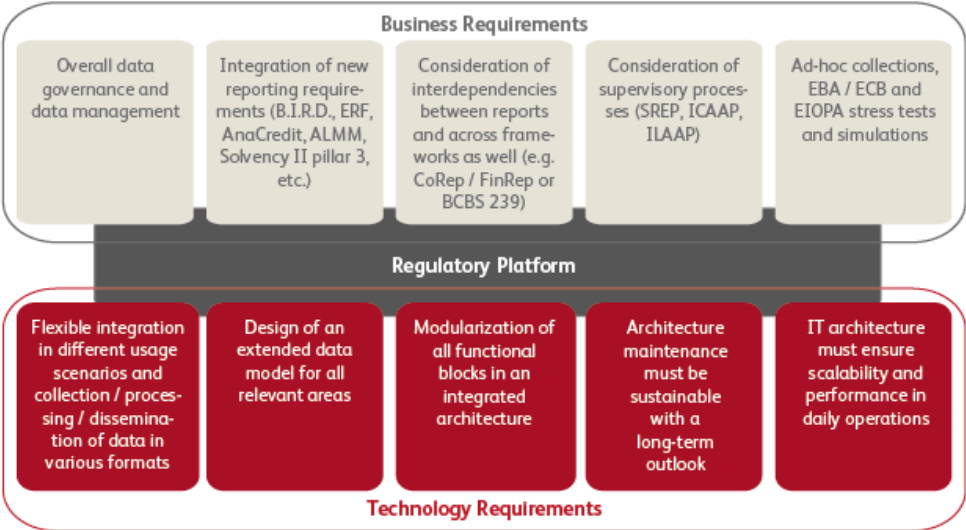 Business Requirements
Overall data
governance and
data management
Integration of new
reporting require-
ments (B.I.R.D., ERF,
AnaCredit, ALMM,
Solvency II pillar 3,
etc.)
Consideration of
interdependencies
between reports
and across frame-
works as well (e.g.
CoRep / FinRep or
BCBS 239)
Consideration of
supervisory proces-
ses (SREP, ICAAP,
ILAAP)
Ad-hoc collections,
EBA / ECB and
EIOPA stress tests
and simulations
Regulatory Platform
Flexible integration
in different usage
scenarios and
collection / proces-
sing / dissemina-
tion of data in
various formats
Design of an
extended data
model for all
relevant areas
Modularization of
all functional
blocks in an
integrated
architecture
Architecture
maintenance
must be
sustainable
with a
long-term
outlook
IT architecture
must ensure
scalability and
performance in
daily operations
Technology Requirements